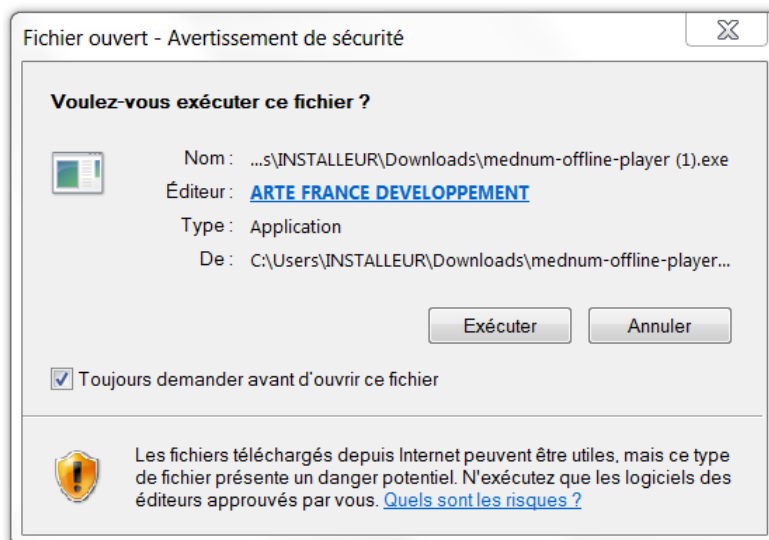 Fichier ouvert - Avertissement de sécurité
Voulez-vous exécuter ce fichier ?
Nom : ...s\INSTALLEUR\Downloads\mednum-offline-player (1).exe
Éditeur : ARTE FRANCE DEVELOPPEMENT
Type : Application
De : C:\Users\INSTALLEUR\Downloads\mednum-offline-player...
Exécuter Annuler
Toujours demander avant d'ouvrir ce fichier
Les fichiers téléchargés depuis Internet peuvent être utiles, mais ce type
de fichier présente un danger potentiel. N'exécutez que les logiciels des
éditeurs approuvés par vous. Quels sont les risques ?